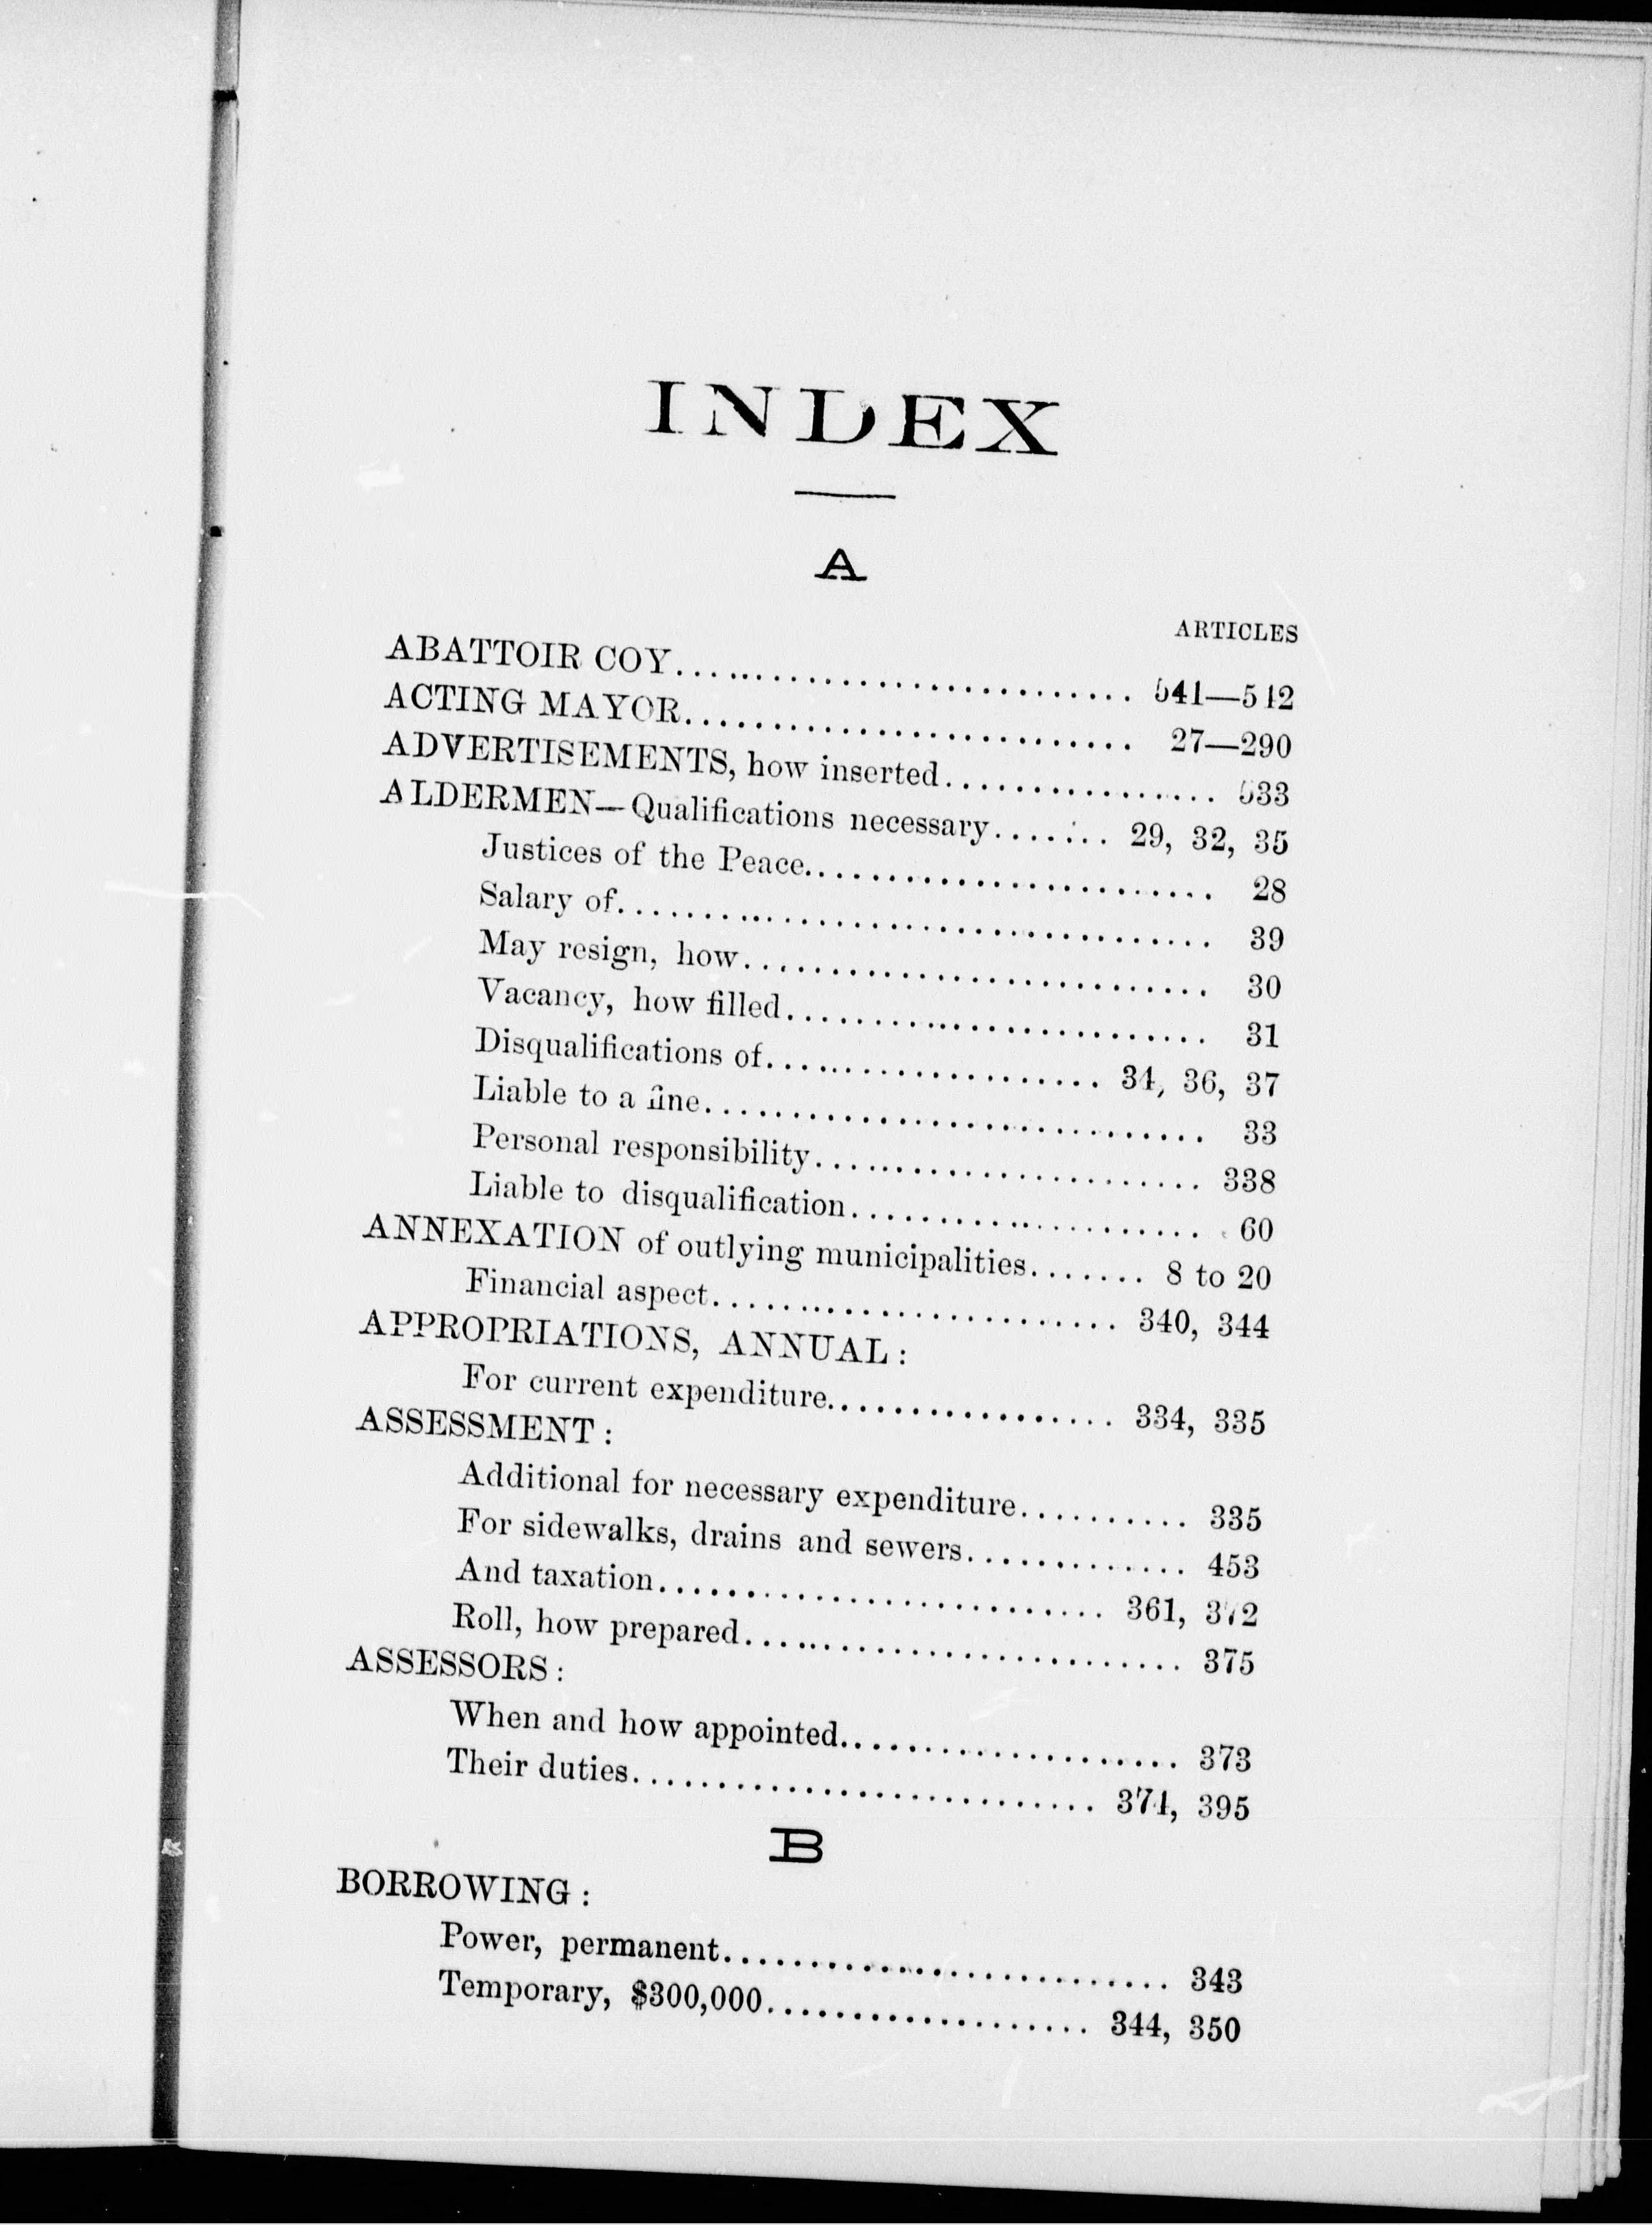 INDEX
A
ARTICLES
ABATTOIR COY........................... 541—542
ACTING MAYOR........................... 27—290
ADVERTISEMENTS, how inserted................ 533
ALDERMEN—Qualifications necessary....... 29, 32, 35
Justices of the Peace........................ 28
Salary of................................... 39
May resign, how............................ 30
Vacancy, how filled......................... 31
Disqualifications of.................... 34, 36, 37
Liable to a fine.............................. 33
Personal responsibility....................... 338
Liable to disqualification..................... 60
ANNEXATION of outlying municipalities....... 8 to 20
Financial aspect........................ 340, 344
APPROPRIATIONS, ANNUAL :
For current expenditure................. 334, 335
ASSESSMENT :
Additional for necessary expenditure.......... 335
For sidewalks, drains and sewers............. 453
And taxation.......................... 361, 372
Roll, how prepared.......................... 375
ASSESSORS :
When and how appointed.................... 373
Their duties........................... 374, 395
B
BORROWING :
Power, permanent.......................... 343
Temporary, $300,000................... 344, 350